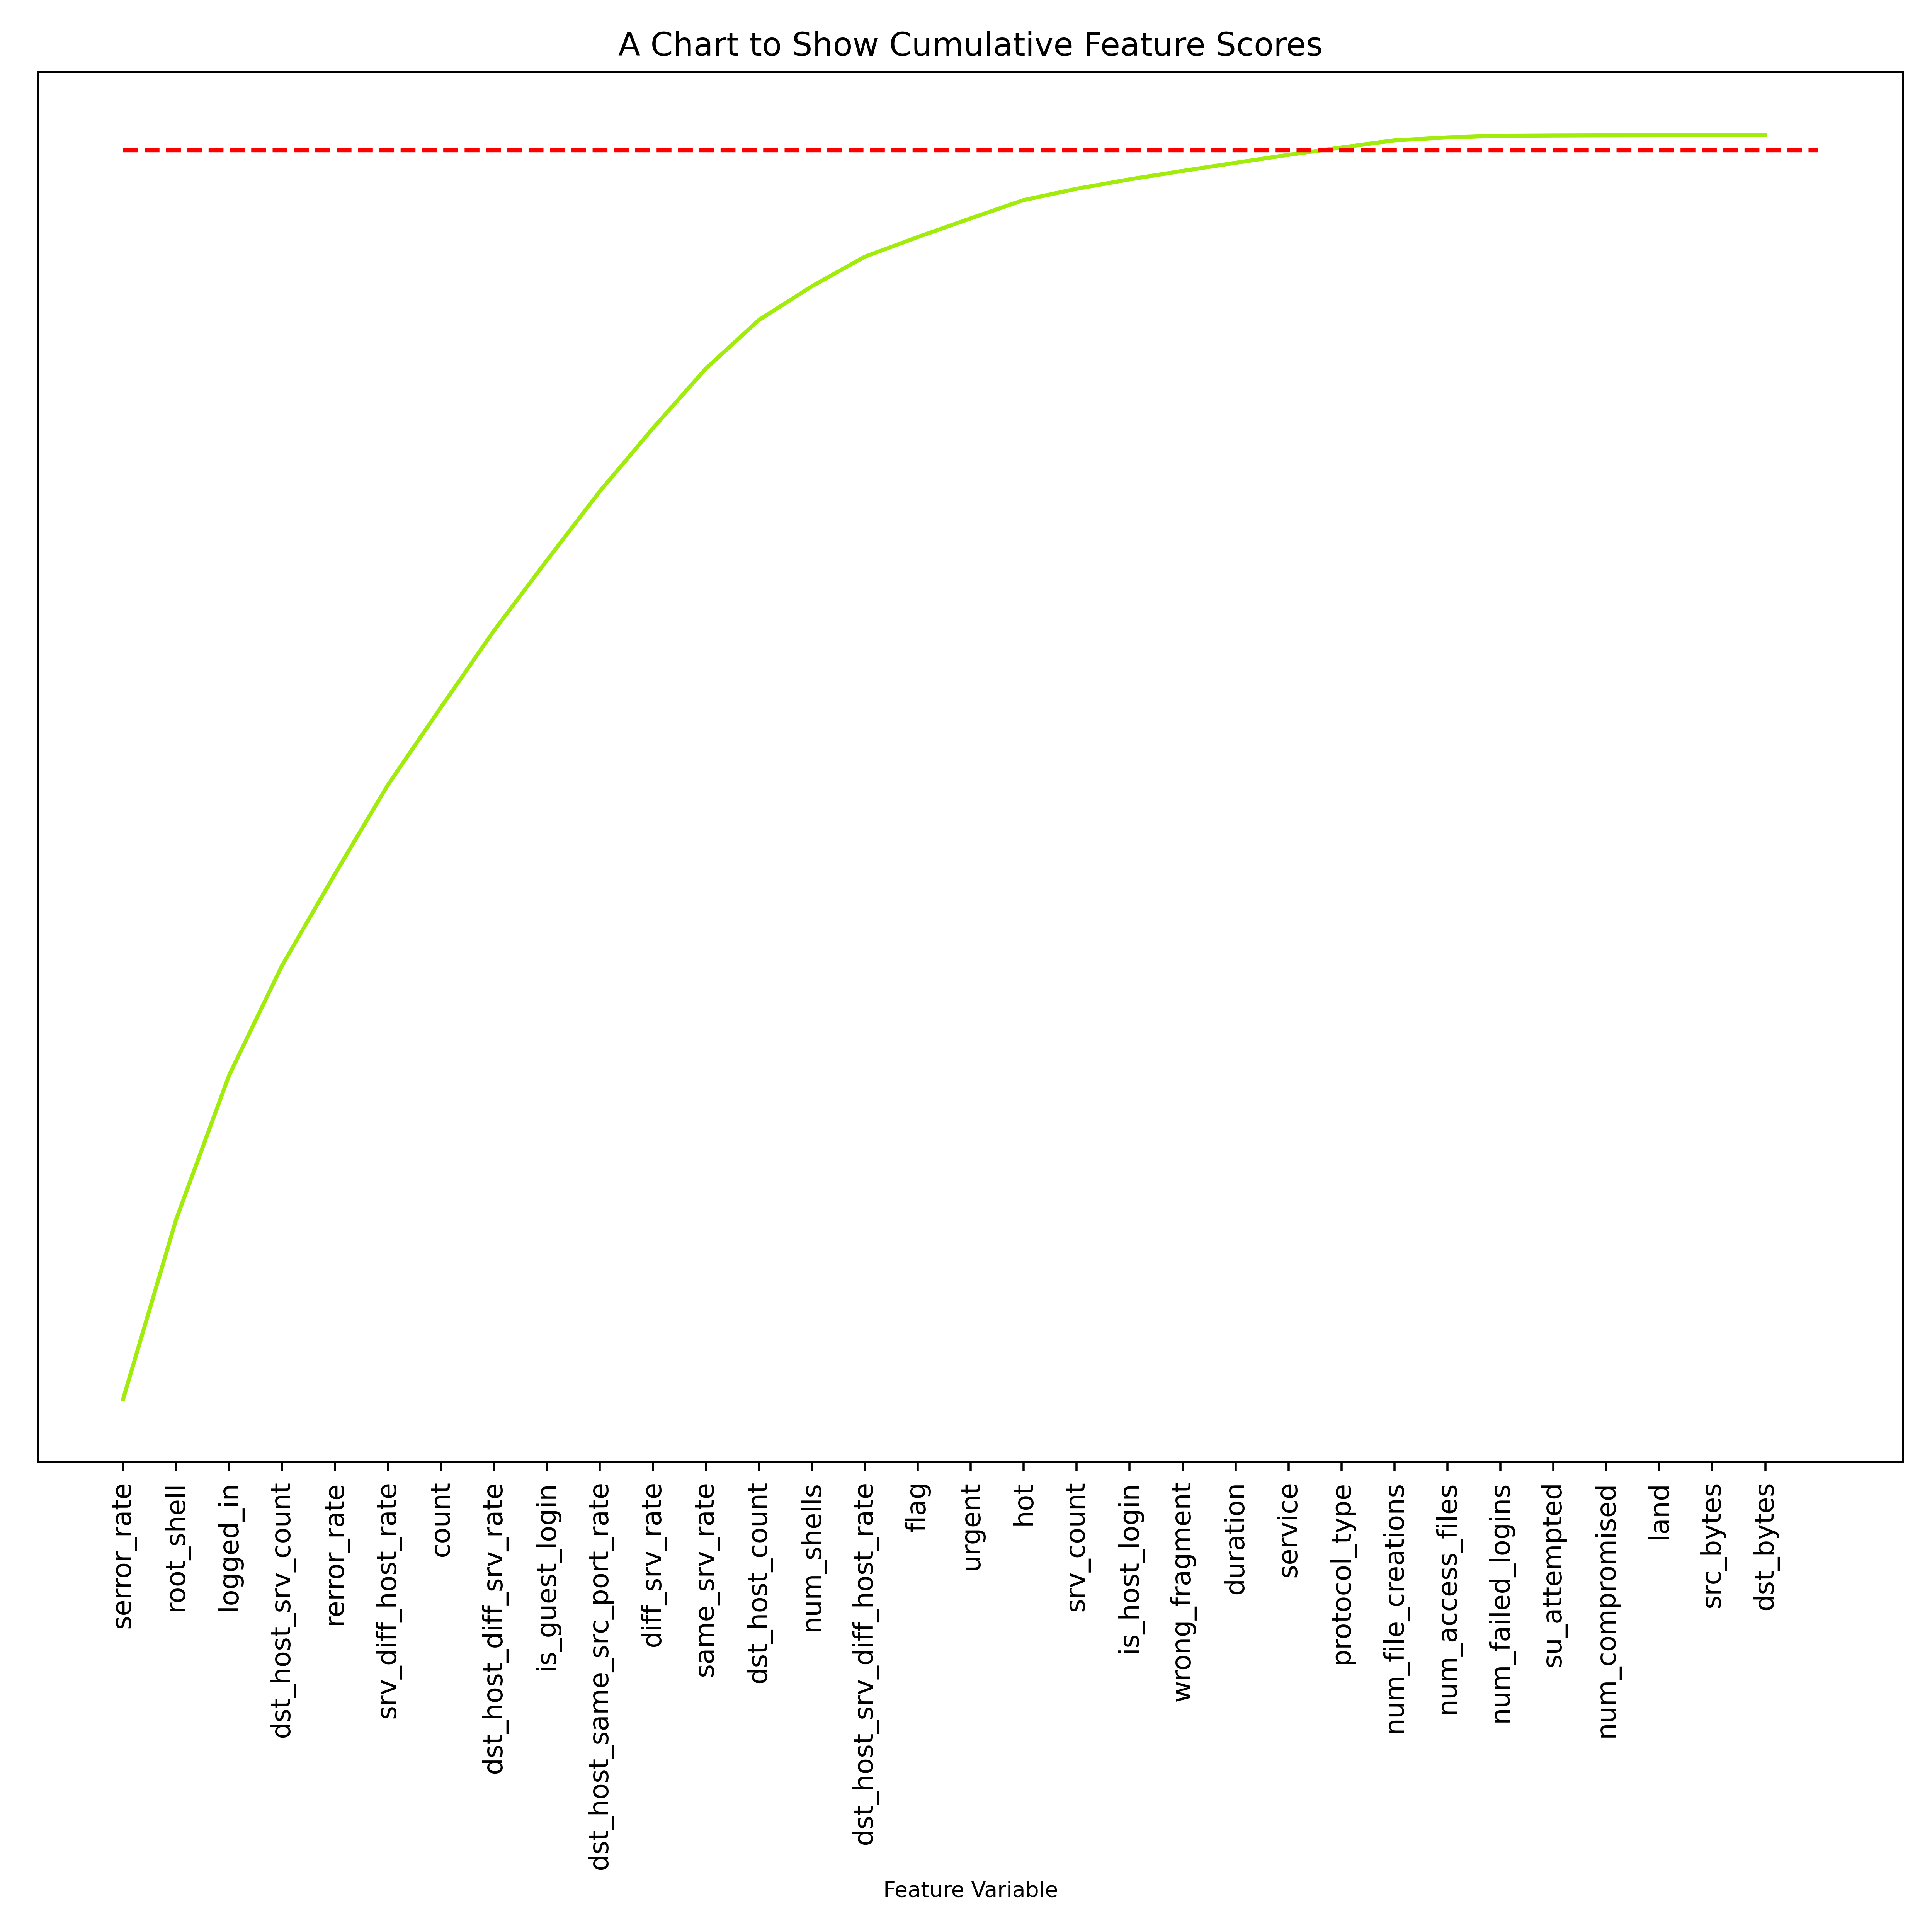 A Chart to Show Cumulative Feature Scores
serror_rate
root_shell
logged_in
dst_host_srv_count
rerror_rate
srv_diff_host_rate
count
dst_host_diff_srv_rate
is_guest_login
dst_host_same_src_port_rate
diff_srv_rate
same_srv_rate
dst_host_count
num_shells
dst_host_srv_diff_host_rate
flag
urgent
hot
srv_count
is_host_login
wrong_fragment
duration
service
protocol_type
num_file_creations
num_access_files
num_failed_logins
su_attempted
num_compromised
land
src_bytes
dst_bytes
Feature Variable